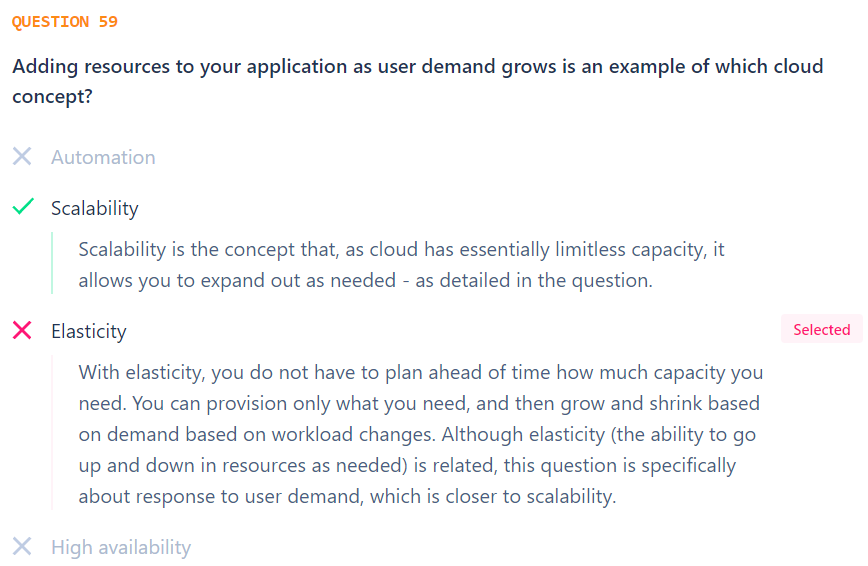 QUESTION 59
Adding resources to your application as user demand grows is an example of which cloud
concept?
Automation
Scalability
Scalability is the concept that, as cloud has essentially limitless capacity, it
allows you to expand out as needed - as detailed in the question.
Elasticity
Selected
With elasticity, you do not have to plan ahead of time how much capacity you
need. You can provision only what you need, and then grow and shrink based
on demand based on workload changes. Although elasticity (the ability to go
up and down in resources as needed) is related, this question is specifically
about response to user demand, which is closer to scalability.
High availability